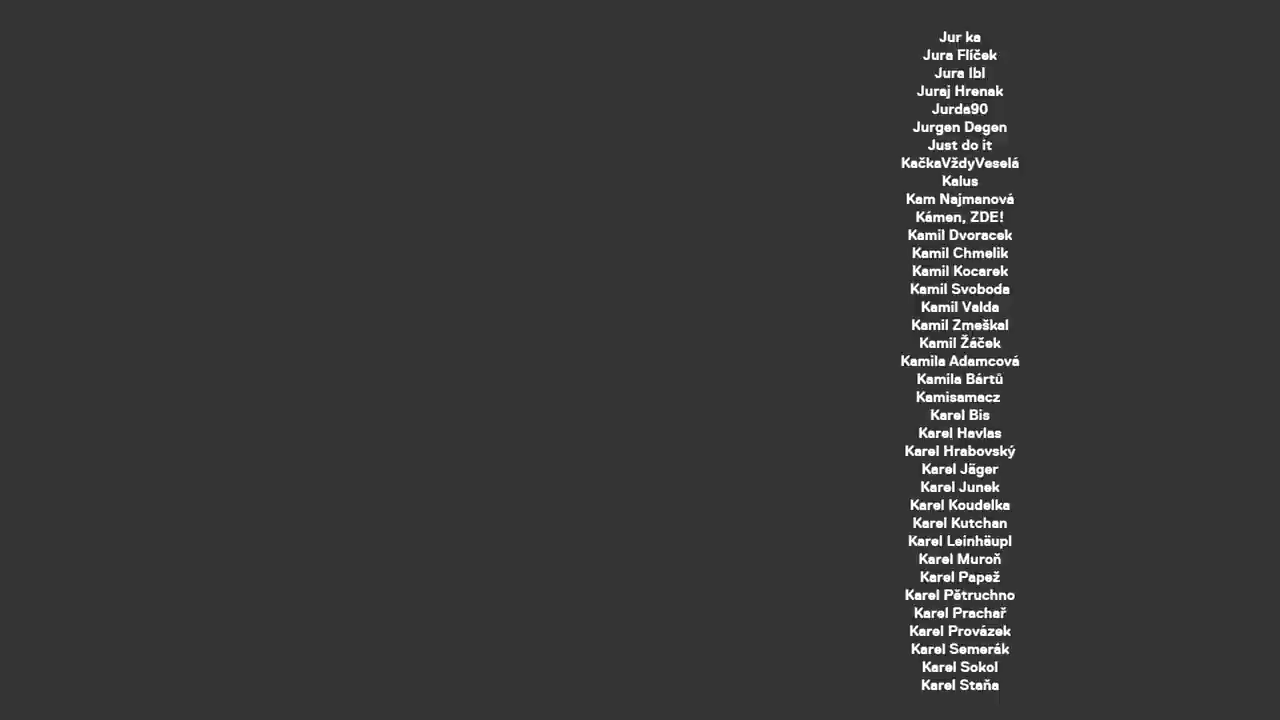 Jur ka
Jura Flíček
Jura Ibl
Juraj Hrenak
Jurda90
Jurgen Degen
Just do it
KačkaVždyVeselá
Kalus
Kam Najmanová
Kámen, ZDE!
Kamil Dvoracek
Kamil Chmelik
Kamil Kocarek
Kamil Svoboda
Kamil Valda
Kamil Zmeškal
Kamil Žáček
Kamila Adamcová
Kamila Bártů
Kamisamacz
Karel Bis
Karel Havlas
Karel Hrabovský
Karel Jäger
Karel Junek
Karel Koudelka
Karel Kutchan
Karel Leinhäupl
Karel Muroň
Karel Papež
Karel Pětruchno
Karel Prachař
Karel Provázek
Karel Semerák
Karel Sokol
Karel Staňa